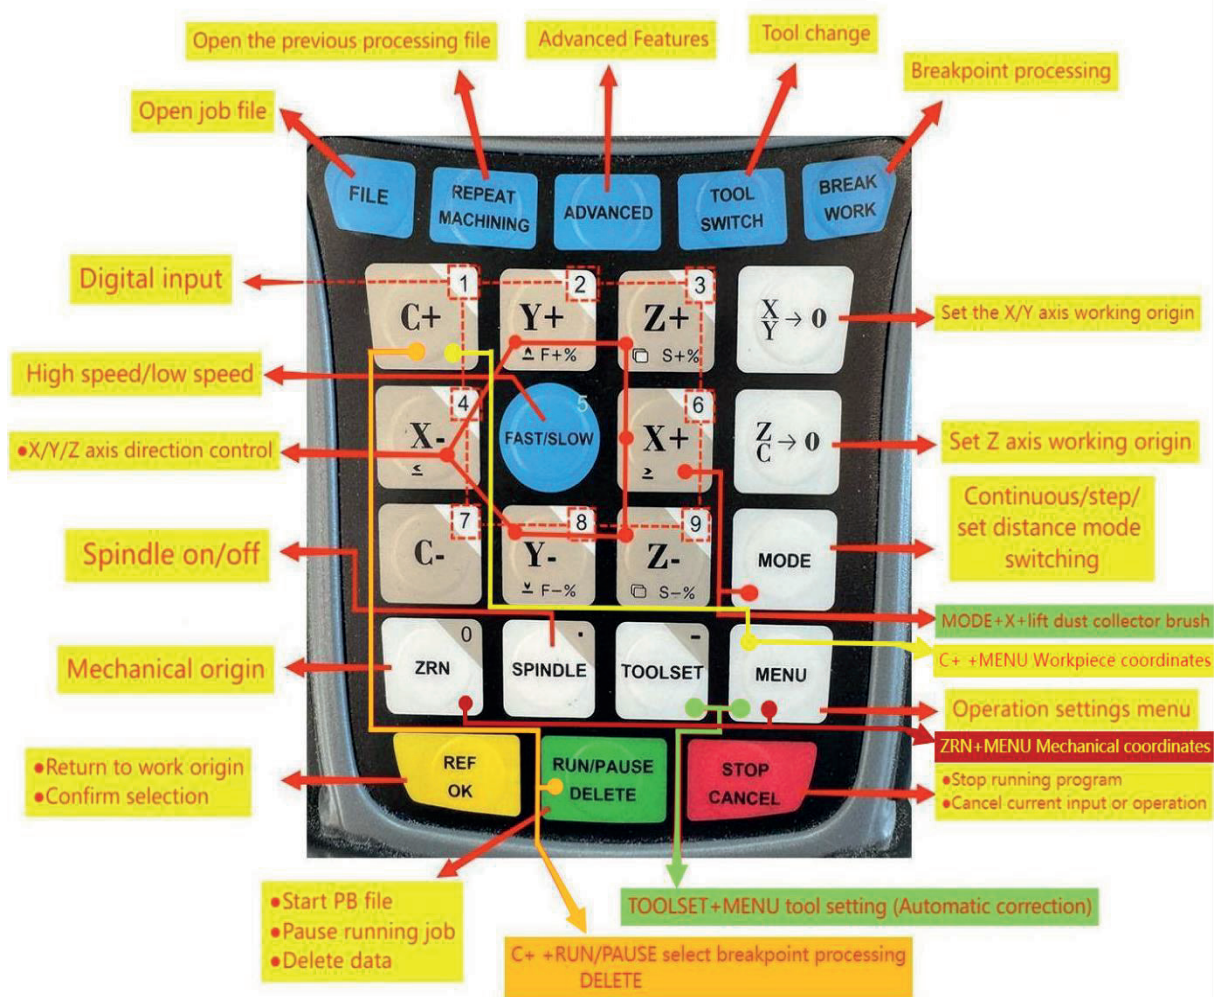 Open the previous processing file
Advanced Features
Tool change
Breakpoint processing
Open job file
FILE
REPEAT
MACHINING
ADVANCED
TOOL
SWITCH
BREAK
WORK
Digital input
C+
1
Y+
2
F+%
Z+
3
S+%
X
Y → 0
Set the X/Y axis working origin
High speed/low speed
X-
4
FAST/SLOW
5
X+
6
Z
C → 0
Set Z axis working origin
●X/Y/Z axis direction control
C-
7
Y-
8
F-%
Z-
9
S-%
MODE
Continuous/step/
set distance mode
switching
Spindle on/off
MODE+X+lift dust collector brush
C+ +MENU Workpiece coordinates
Mechanical origin
ZRN
0
SPINDLE
.
TOOLSET
-
MENU
Operation settings menu
ZRN+MENU Mechanical coordinates
●Return to work origin
●Confirm selection
REF
OK
RUN/PAUSE
DELETE
STOP
CANCEL
●Stop running program
●Cancel current input or operation
●Start PB file
●Pause running job
●Delete data
TOOLSET+MENU tool setting (Automatic correction)
C+ +RUN/PAUSE select breakpoint processing
DELETE